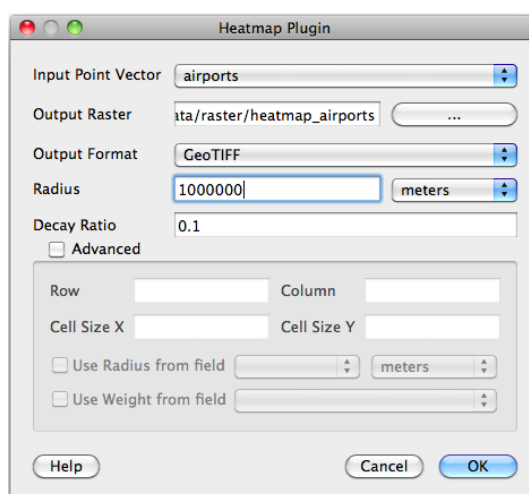 Heatmap Plugin
Input Point Vector airports
Output Raster ata/raster/heatmap_airports ...
Output Format GeoTIFF
Radius 1000000 meters
Decay Ratio 0.1
Advanced
Row Column
Cell Size X Cell Size Y
Use Radius from field meters
Use Weight from field
Help Cancel OK